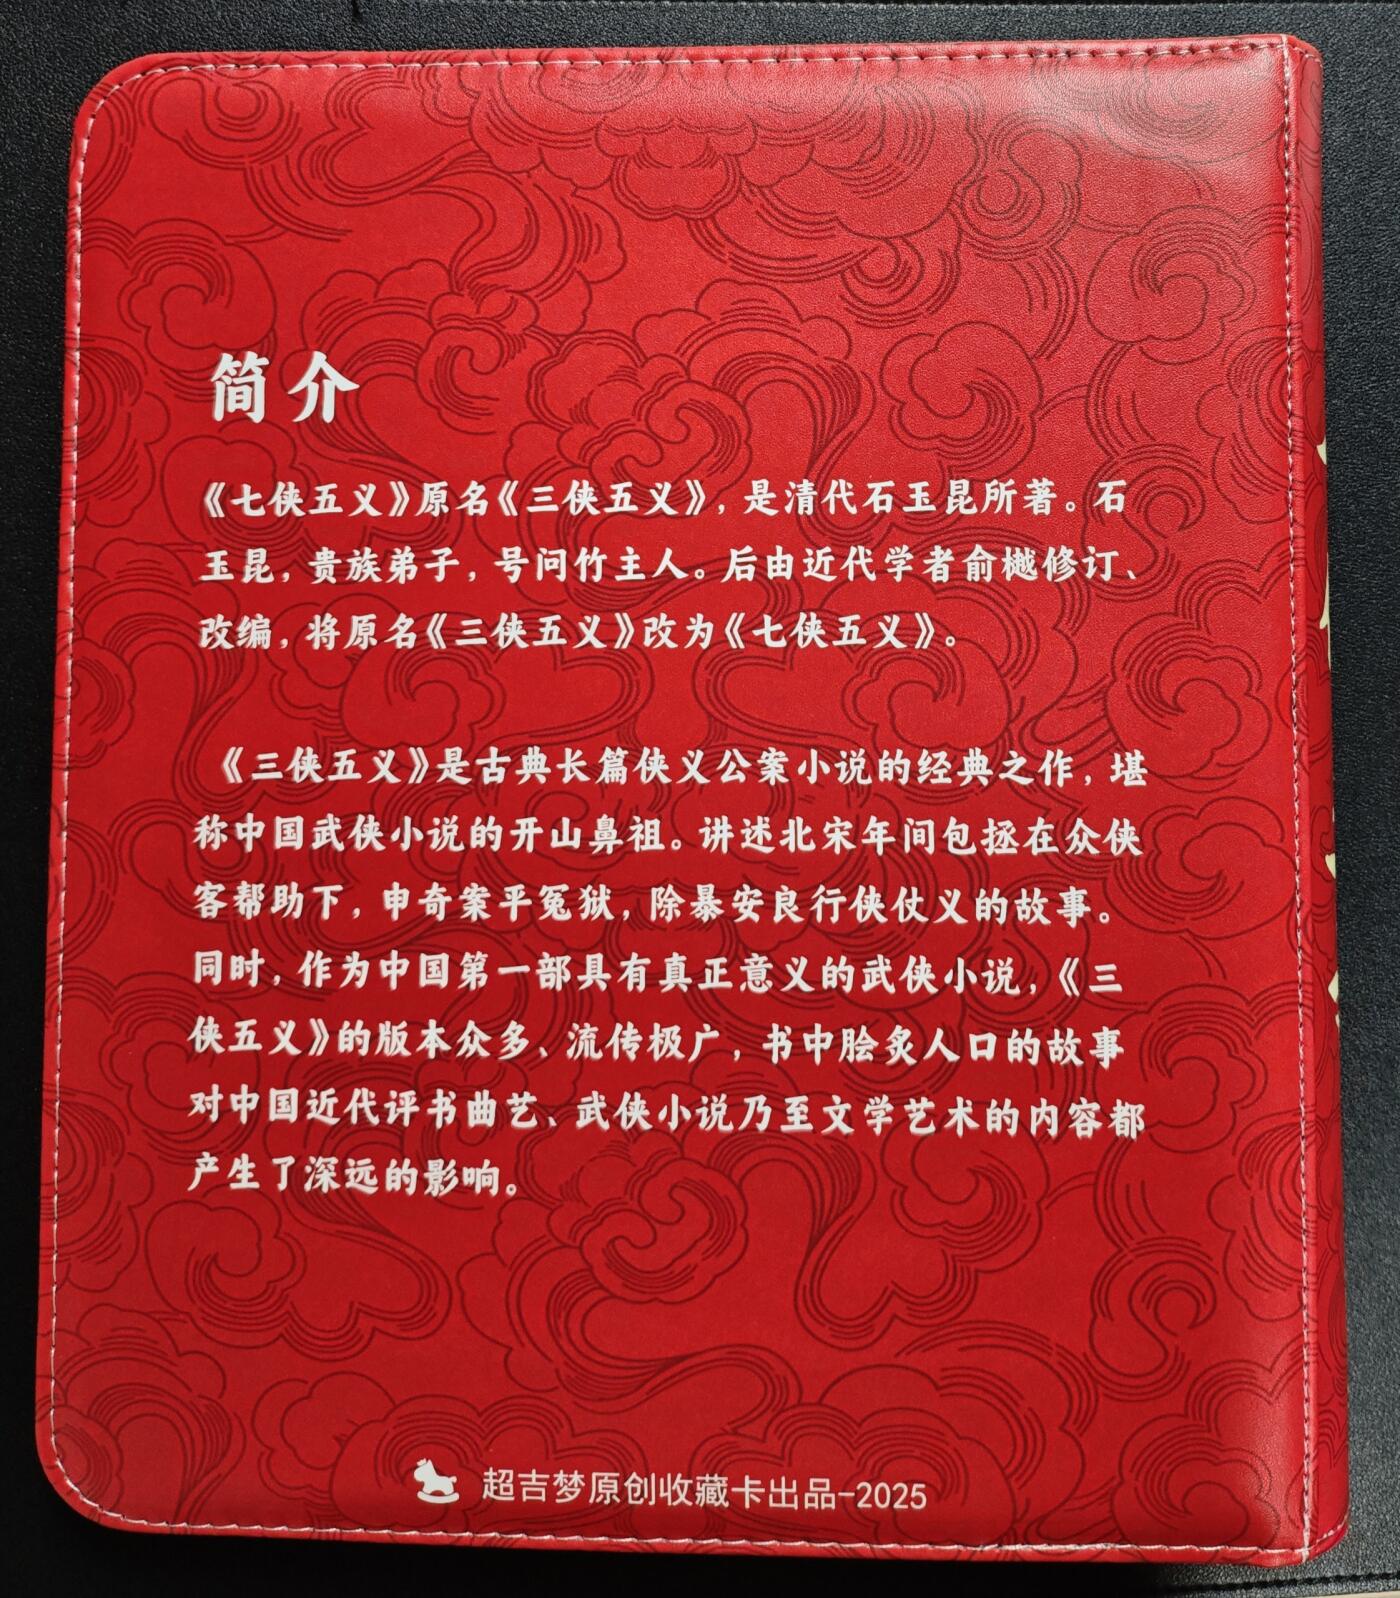 简介
《七侠五义》原名《三侠五义》，是清代石玉昆所著。石
玉昆，贵族弟子，号问竹主人。后由近代学者俞樾修订、
改编，将原名《三侠五义》改为《七侠五义》。
《三侠五义》是古典长篇侠义公案小说的经典之作，堪
称中国武侠小说的开山鼻祖。讲述北宋年间包拯在众侠
客帮助下，申奇案平冤狱，除暴安良行侠仗义的故事。
同时，作为中国第一部具有真正意义的武侠小说，《三
侠五义》的版本众多、流传极广，书中脍炙人口的故事
对中国近代评书曲艺、武侠小说乃至文学艺术的内容都
产生了深远的影响。
超吉梦原创收藏卡出品-2025